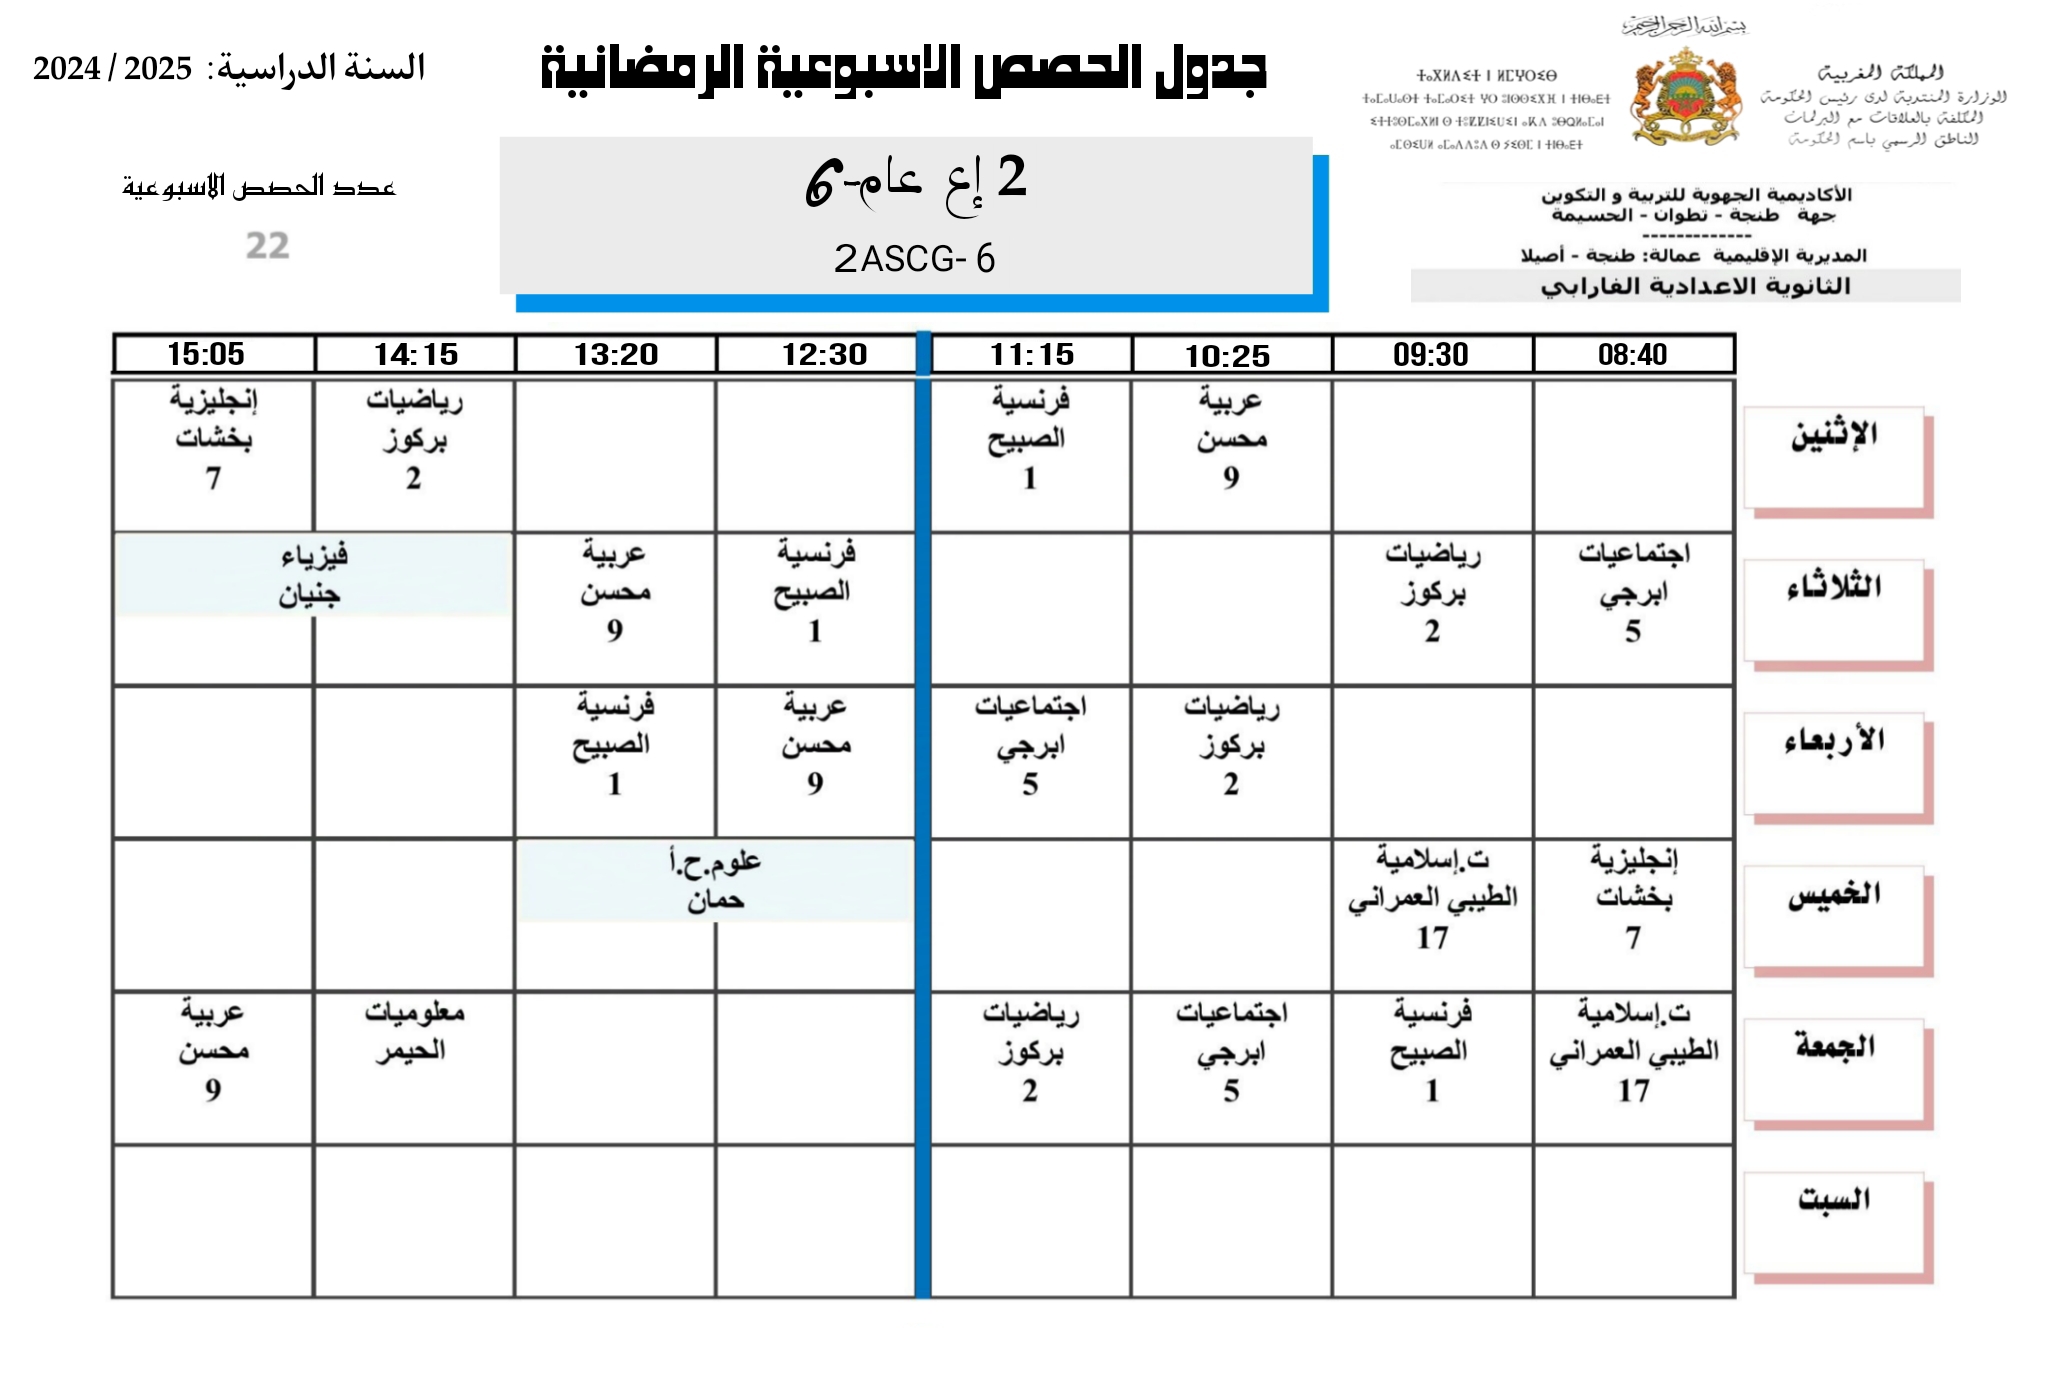 بسم الله الرحمن الرحيم
المملكة المغربية
الوزارة المنتدبة لدى رئيس الحكومة
المكلفة بالعلاقات مع البرلمان
الناطق الرسمي باسم الحكومة
ⵜⴰⴳⵍⴷⵉⵜ ⵏ ⵍⵎⵖⵔⵉⴱ
الأكاديمية الجهوية للتربية و التكوين
جهة طنجة - تطوان - الحسيمة
-------------
المديرية الإقليمية عمالة: طنجة - أصيلا
الثانوية الاعدادية الفارابي
جدول الحصص الاسبوعية الرمضانية
2 إع عام-6
2ASCG- 6
السنة الدراسية: 2025 / 2024
عدد الحصص الاسبوعية
22
08:40 09:30 10:25 11:15 12:30 13:20 14:15 15:05
الإثنين
عربية
محسن
9
فرنسية
الصبيح
1
رياضيات
بركوز
2
إنجليزية
بخشات
7
الثلاثاء
اجتماعيات
ابرجي
5
رياضيات
بركوز
2
فرنسية
الصبيح
1
عربية
محسن
9
فيزياء
جنيان
الأربعاء
رياضيات
بركوز
2
اجتماعيات
ابرجي
5
عربية
محسن
9
فرنسية
الصبيح
1
الخميس
إنجليزية
بخشات
7
ت.إسلامية
الطيبي العمراني
17
علوم.ح.أ
حمان
الجمعة
ت.إسلامية
الطيبي العمراني
17
فرنسية
الصبيح
1
اجتماعيات
ابرجي
5
رياضيات
بركوز
2
معلوميات
الحيمر
عربية
محسن
9
السبت